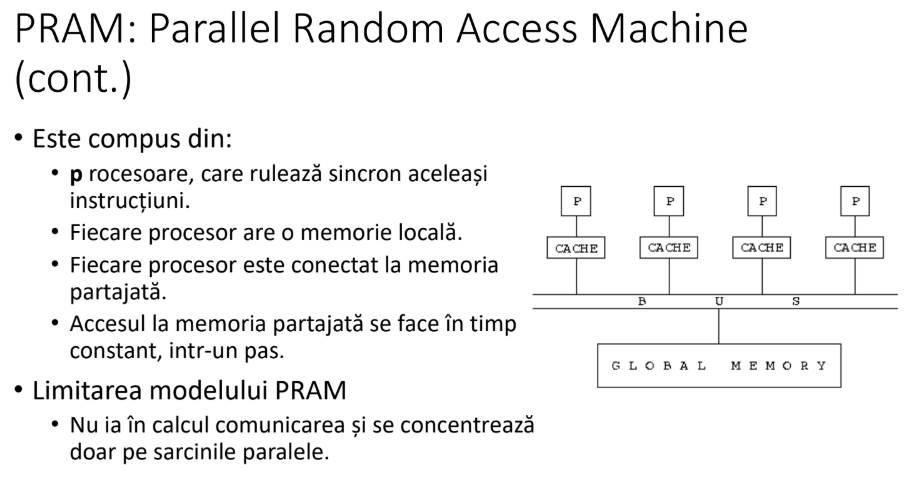 PRAM: Parallel Random Access Machine
(cont.)
• Este compus din:
• p rocesoare, care rulează sincron aceleași
instrucțiuni.
• Fiecare procesor are o memorie locală.
• Fiecare procesor este conectat la memoria
partajată.
• Accesul la memoria partajată se face în timp
constant, intr-un pas.
• Limitarea modelului PRAM
• Nu ia în calcul comunicarea și se concentrează
doar pe sarcinile paralele.
P P P P
CACHE CACHE CACHE CACHE
B U S
GLOBAL MEMORY